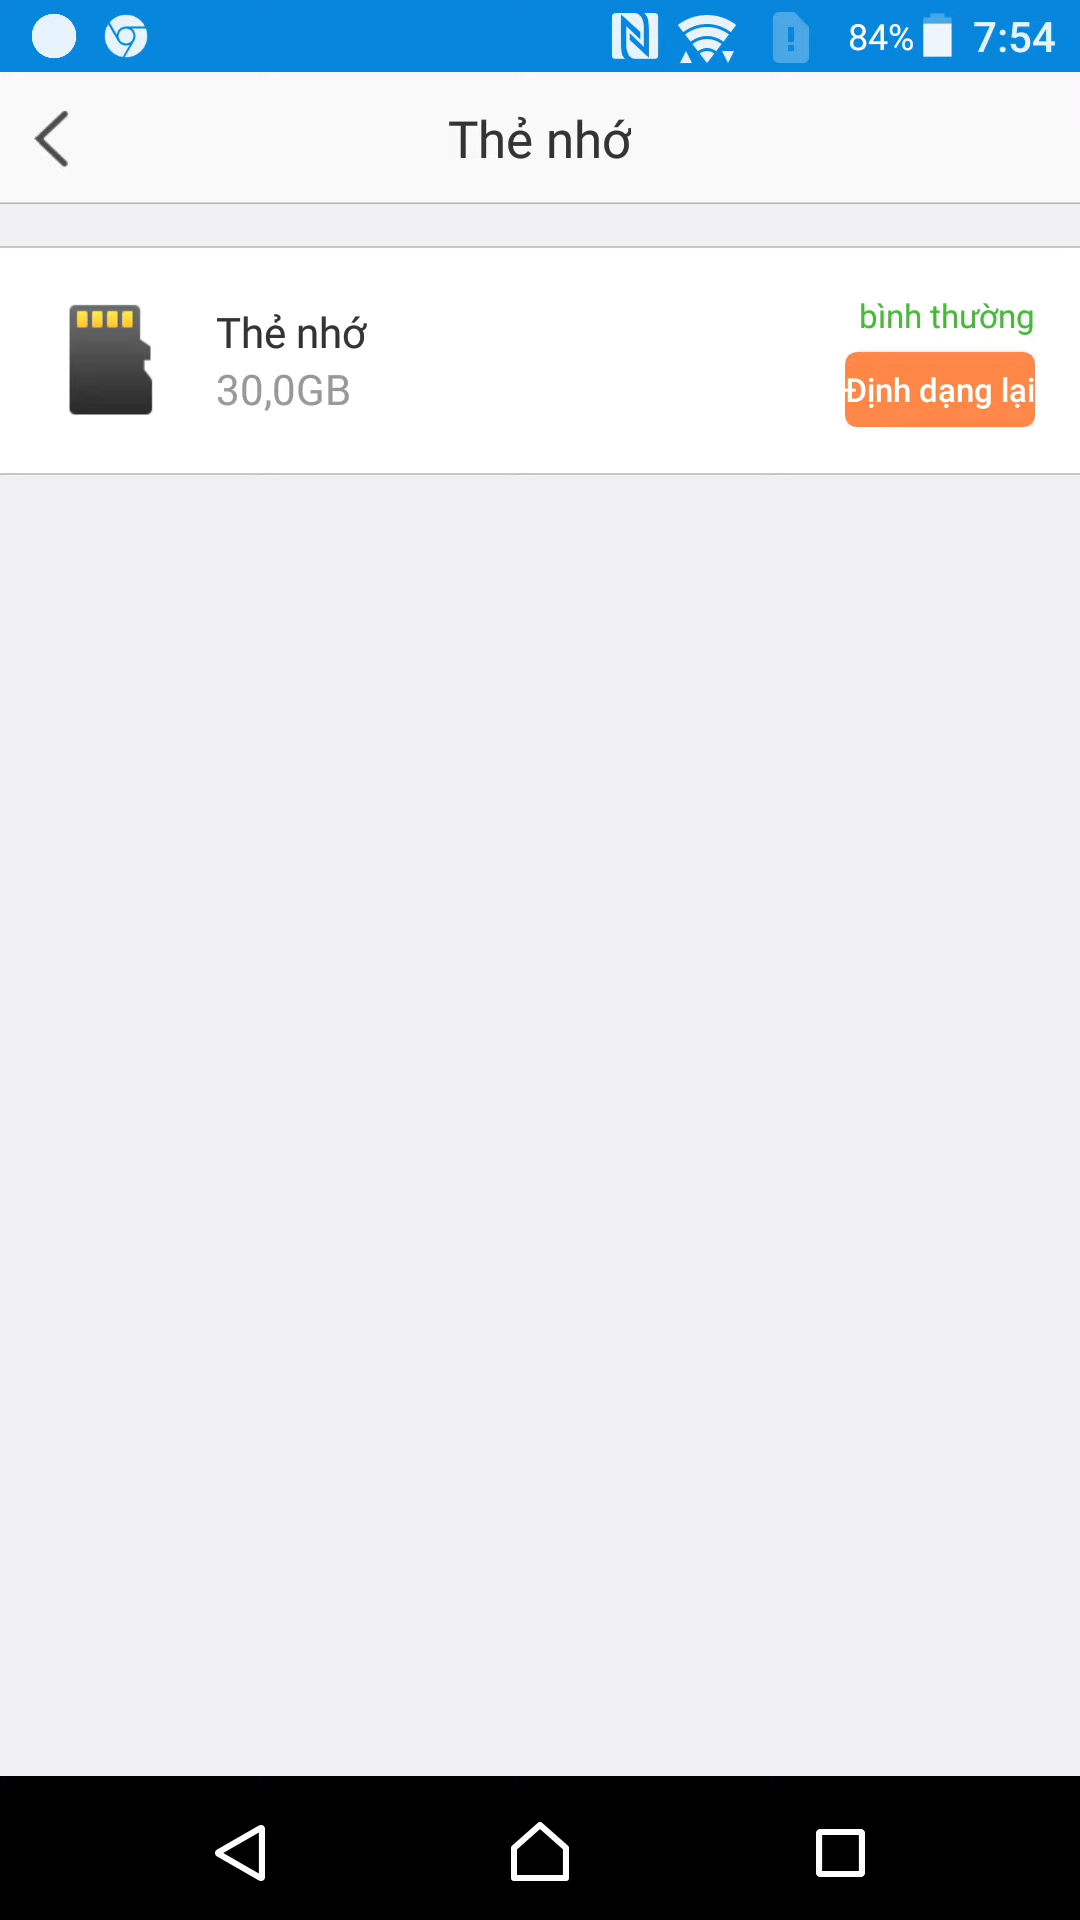 84% 7:54
Thẻ nhớ
Thẻ nhớ
30,0GB
bình thường
Định dạng lại